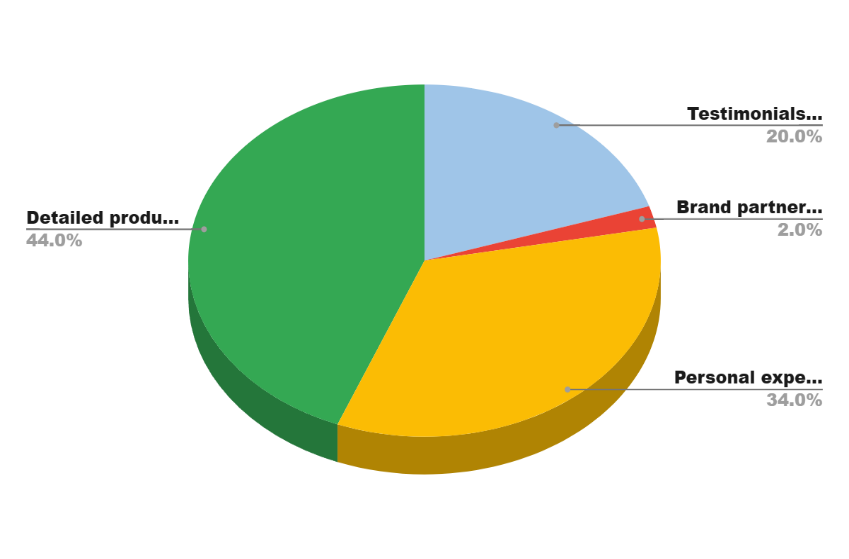 Testimonials...
20.0%
Brand partner...
2.0%
Detailed produ...
44.0%
Personal expe...
34.0%